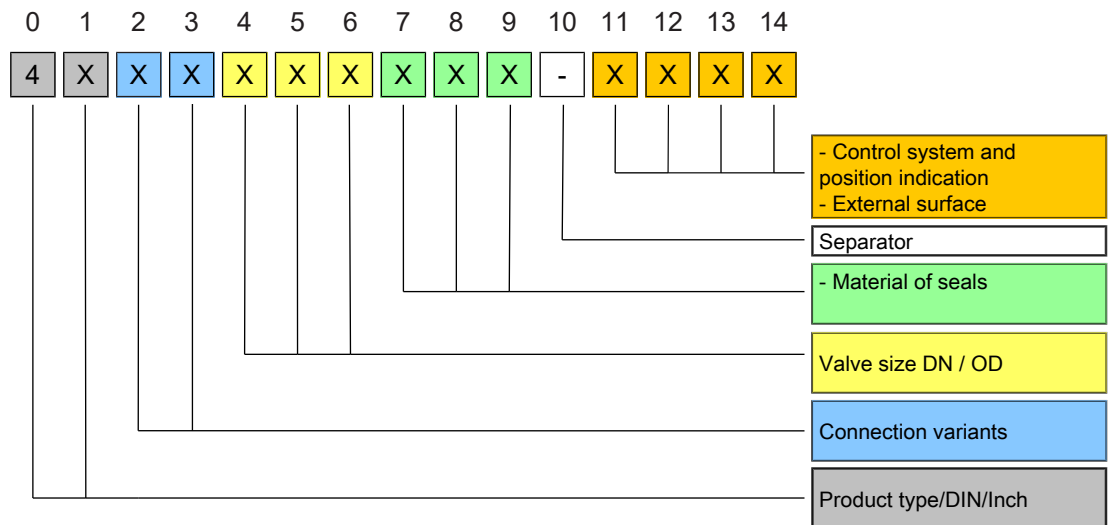 0 1 2 3 4 5 6 7 8 9 10 11 12 13 14
4 X X X X X X X X X - X X X X
- Control system and
position indication
- External surface
Separator
- Material of seals
Valve size DN / OD
Connection variants
Product type/DIN/Inch